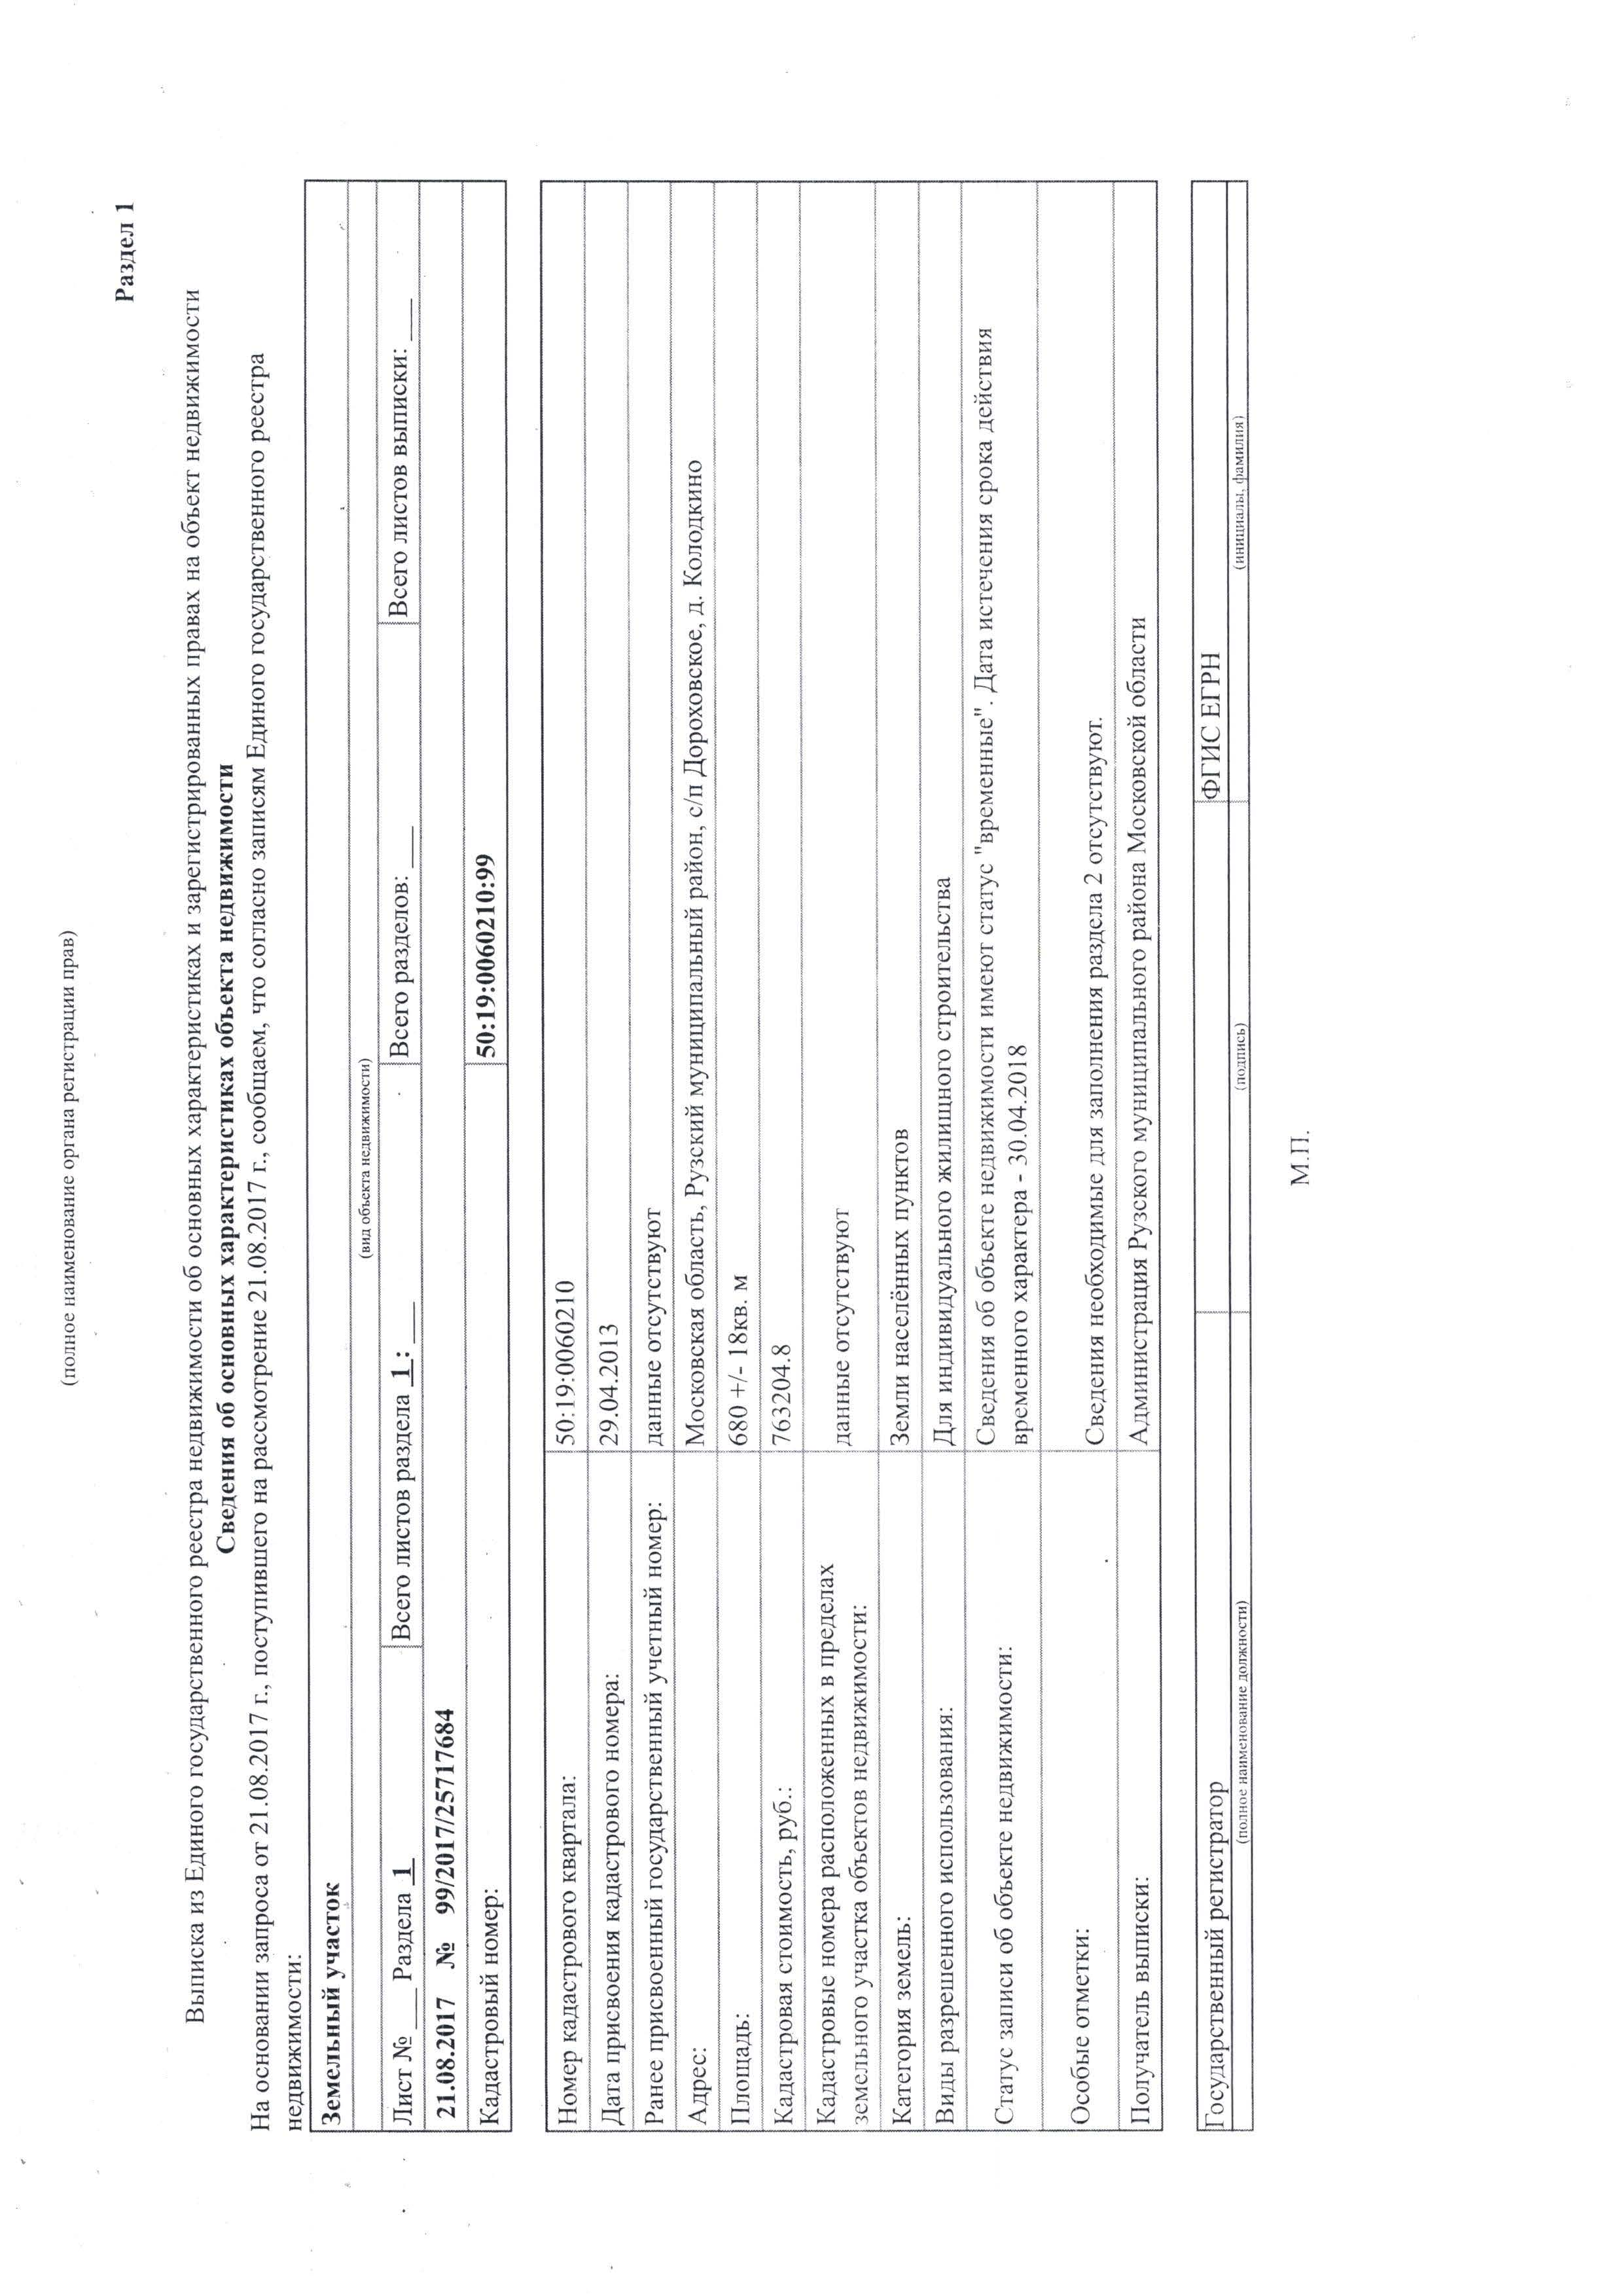 (полное наименование органа регистрации прав)
Раздел 1
Выписка из Единого государственного реестра недвижимости об основных характеристиках и зарегистрированных правах на объект недвижимости
Сведения об основных характеристиках объекта недвижимости
На основании запроса от 21.08.2017 г., поступившего на рассмотрение 21.08.2017 г., сообщаем, что согласно записям Единого государственного реестра
недвижимости:
Земельный участок
(вид объекта недвижимости)
Лист № ___ Раздела 1 Всего листов раздела 1: ___ Всего разделов: ___ Всего листов выписки: ___
21.08.2017 № 99/2017/25717684
Кадастровый номер: 50:19:0060210:99
Номер кадастрового квартала: 50:19:0060210
Дата присвоения кадастрового номера: 29.04.2013
Ранее присвоенный государственный учетный номер: данные отсутствуют
Адрес: Московская область, Рузский муниципальный район, с/п Дороховское, д. Колодкино
Площадь: 680 +/- 18кв. м
Кадастровая стоимость, руб.: 763204.8
Кадастровые номера расположенных в пределах
земельного участка объектов недвижимости: данные отсутствуют
Категория земель: Земли населённых пунктов
Виды разрешенного использования: Для индивидуального жилищного строительства
Статус записи об объекте недвижимости: Сведения об объекте недвижимости имеют статус "временные". Дата истечения срока действия
временного характера - 30.04.2018
Особые отметки: Сведения необходимые для заполнения раздела 2 отсутствуют.
Получатель выписки: Администрация Рузского муниципального района Московской области
Государственный регистратор ФГИС ЕГРН
(полное наименование должности) (подпись) (инициалы, фамилия)
М.П.